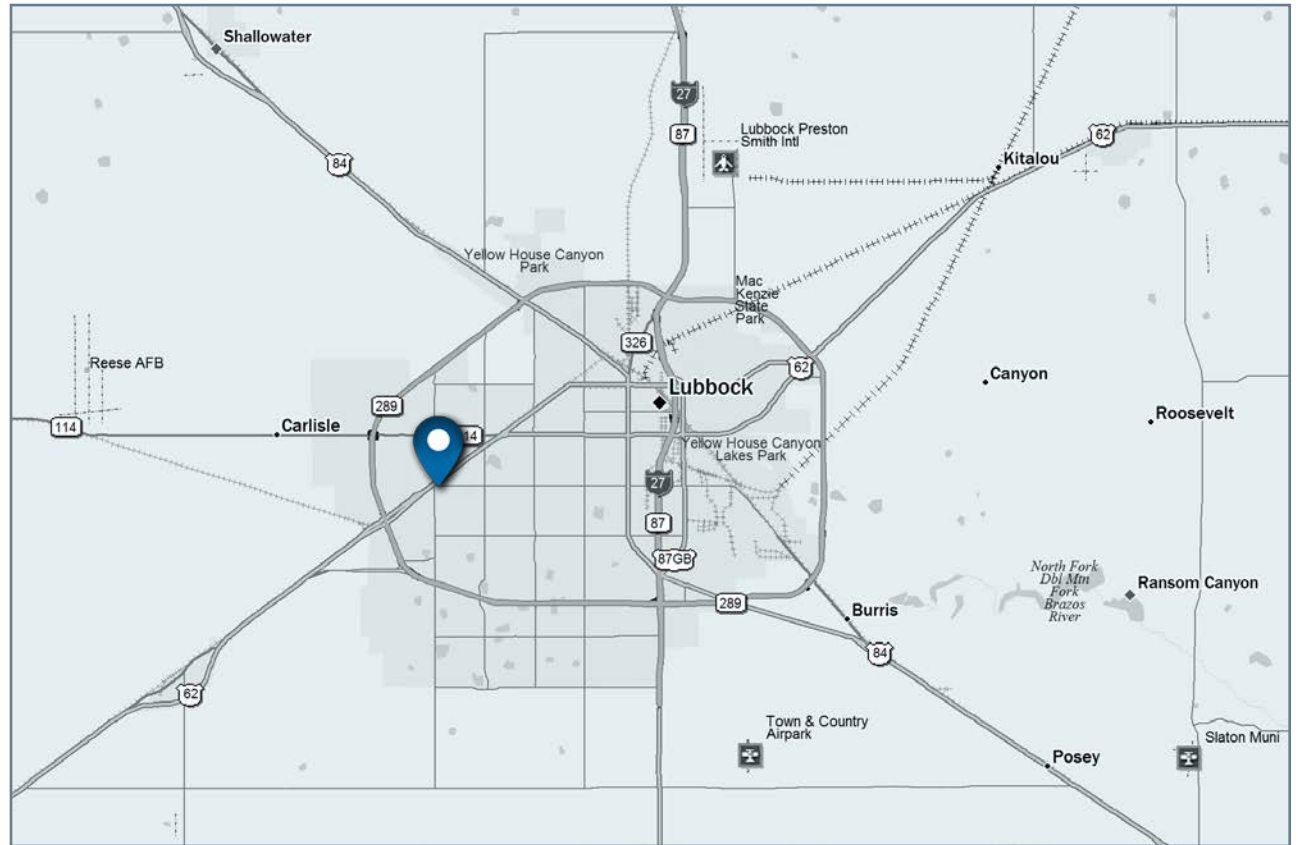 Shallowater
27
87
Lubbock Preston
Smith Intl
62
Kitalou
84
Yellow House Canyon
Park
Mac
Kenzie
State
Park
326
Reese AFB
62
Canyon
Lubbock
289
Roosevelt
114
Carlisle
14
Yellow House Canyon
Lakes Park
27
87
87GB
North Fork
Dbl Mtn
Fork
Brazos
River
Ransom Canyon
289
Burris
84
62
Town & Country
Airpark
Slaton Muni
Posey